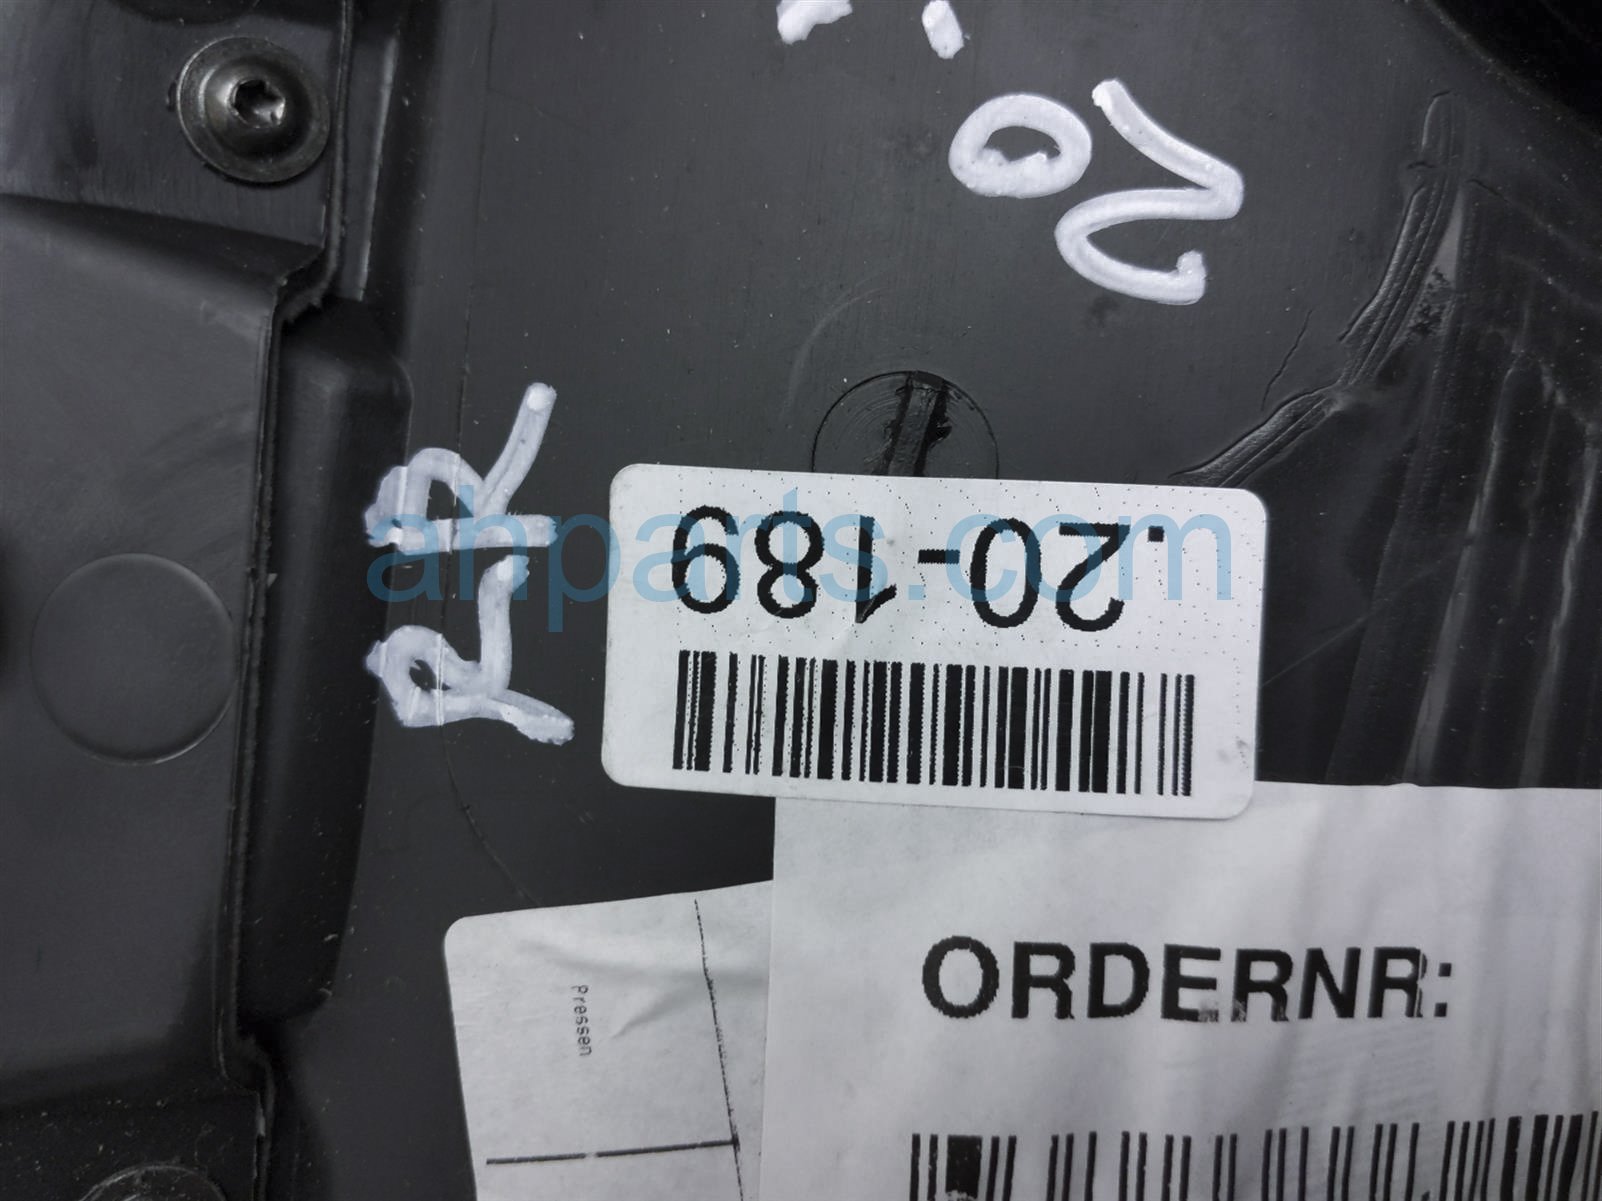 20
RR
.20-189
ORDERNR:
Pressen
ahparts.com